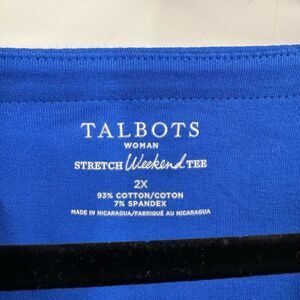 TALBOTS
WOMAN
STRETCH Weekend TEE
2X
93% COTTON/COTON
7% SPANDEX
MADE IN NICARAGUA/FABRIQUÉ AU NICARAGUA